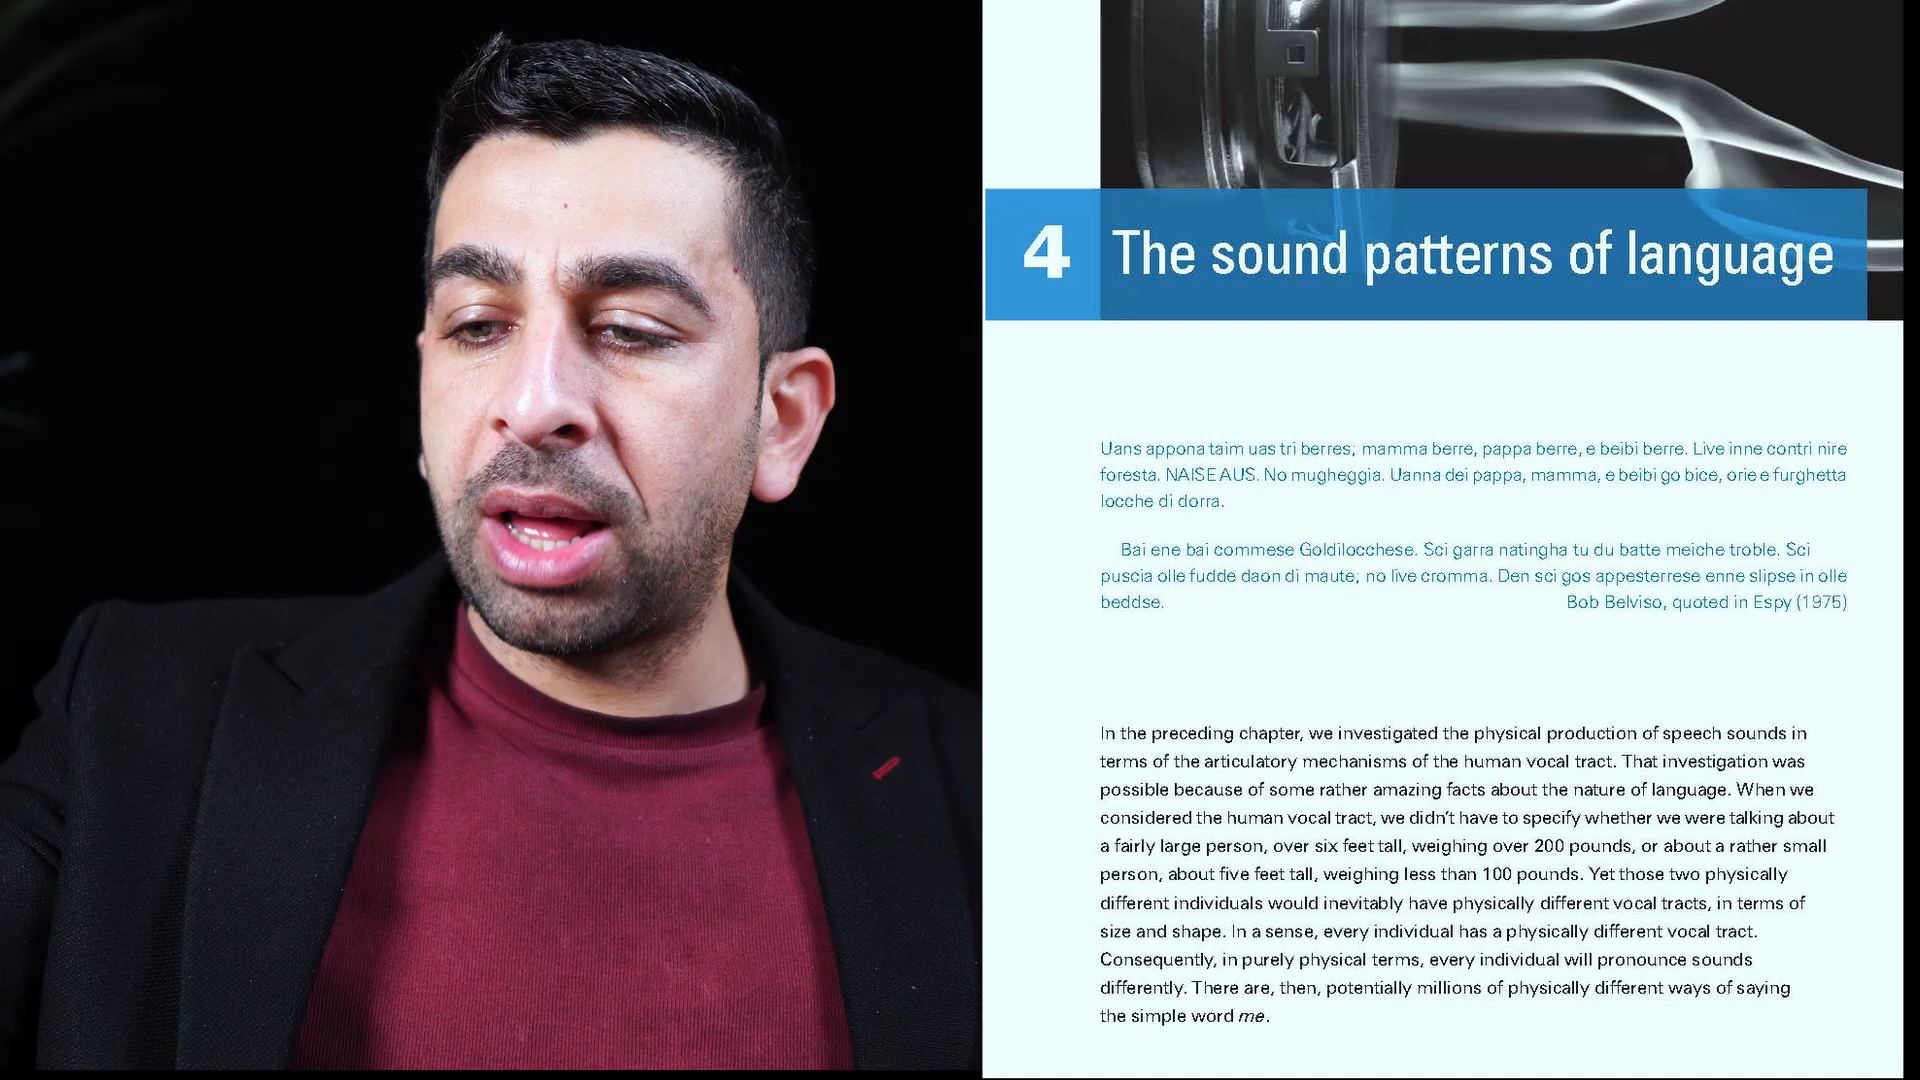 4 The sound patterns of language
Uans appona taim uas tri berres; mamma berre, pappa berre, e beibi berre. Live inne contri nire
foresta. NAISE AUS. No mugheggia. Uanna dei pappa, mamma, e beibi go bice, orie e furghetta
locche di dorra.
Bai ene bai commese Goldilocchese. Sci garra natingha tu du batte meiche troble. Sci
puscia olle fudde daon di maute; no live cromma. Den sci gos appesterrese enne slipse in olle
beddse.
Bob Belviso, quoted in Espy (1975)
In the preceding chapter, we investigated the physical production of speech sounds in
terms of the articulatory mechanisms of the human vocal tract. That investigation was
possible because of some rather amazing facts about the nature of language. When we
considered the human vocal tract, we didn't have to specify whether we were talking about
a fairly large person, over six feet tall, weighing over 200 pounds, or about a rather small
person, about five feet tall, weighing less than 100 pounds. Yet those two physically
different individuals would inevitably have physically different vocal tracts, in terms of
size and shape. In a sense, every individual has a physically different vocal tract.
Consequently, in purely physical terms, every individual will pronounce sounds
differently. There are, then, potentially millions of physically different ways of saying
the simple word me.